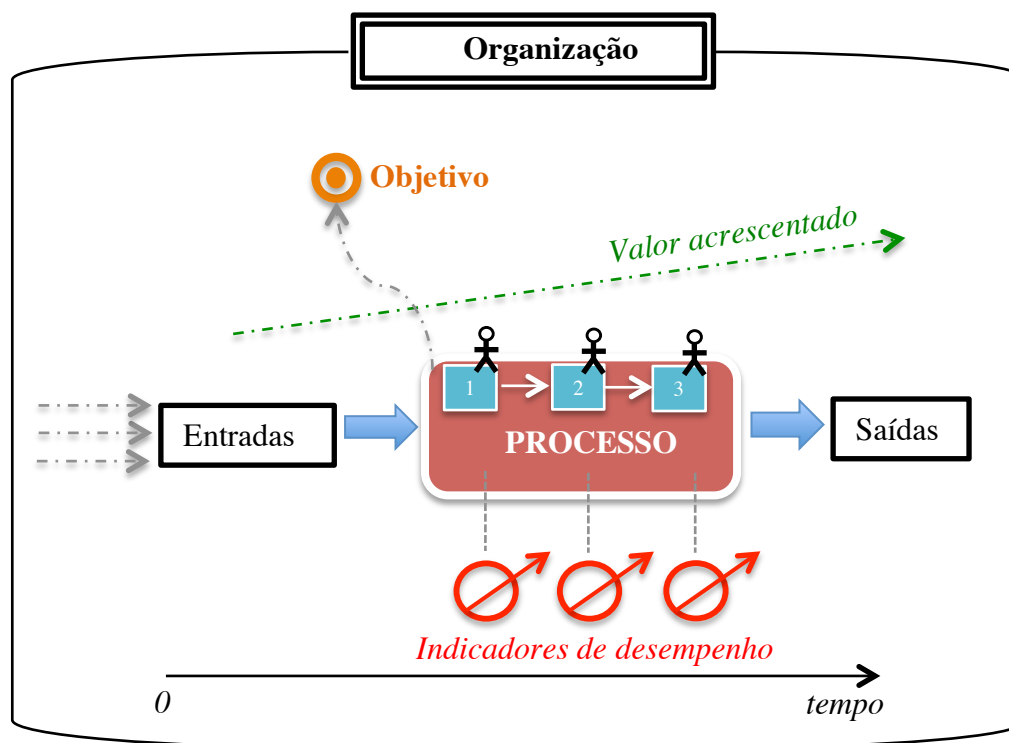 Organização
Objetivo
Valor acrescentado
1
2
3
Entradas
PROCESSO
Saídas
Indicadores de desempenho
0
tempo